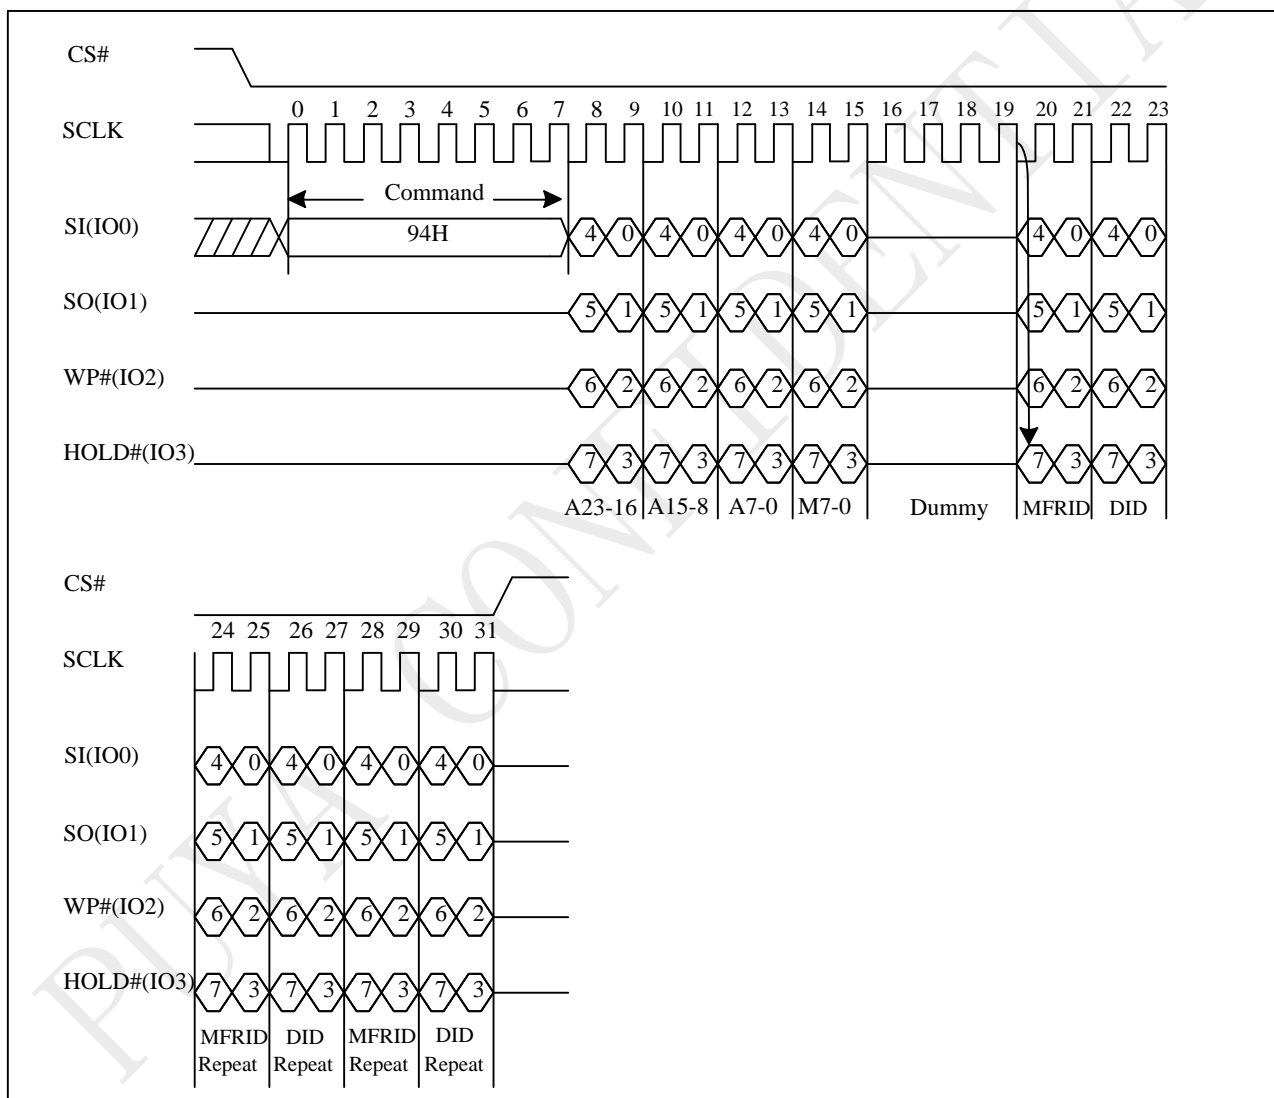 CS#
0 1 2 3 4 5 6 7 8 9 10 11 12 13 14 15 16 17 18 19 20 21 22 23
SCLK
Command
SI(IO0)
94H 4 0 4 0 4 0 4 0 4 0 4 0
SO(IO1) 5 1 5 1 5 1 5 1 5 1 5 1
WP#(IO2) 6 2 6 2 6 2 6 2 6 2 6 2
HOLD#(IO3) 7 3 7 3 7 3 7 3 7 3 7 3
A23-16 A15-8 A7-0 M7-0 Dummy MFRID DID
CS#
24 25 26 27 28 29 30 31
SCLK
SI(IO0) 4 0 4 0 4 0 4 0
SO(IO1) 5 1 5 1 5 1 5 1
WP#(IO2) 6 2 6 2 6 2 6 2
HOLD#(IO3) 7 3 7 3 7 3 7 3
MFRID DID MFRID DID
Repeat Repeat Repeat Repeat
PUYA CONFIDENTIA